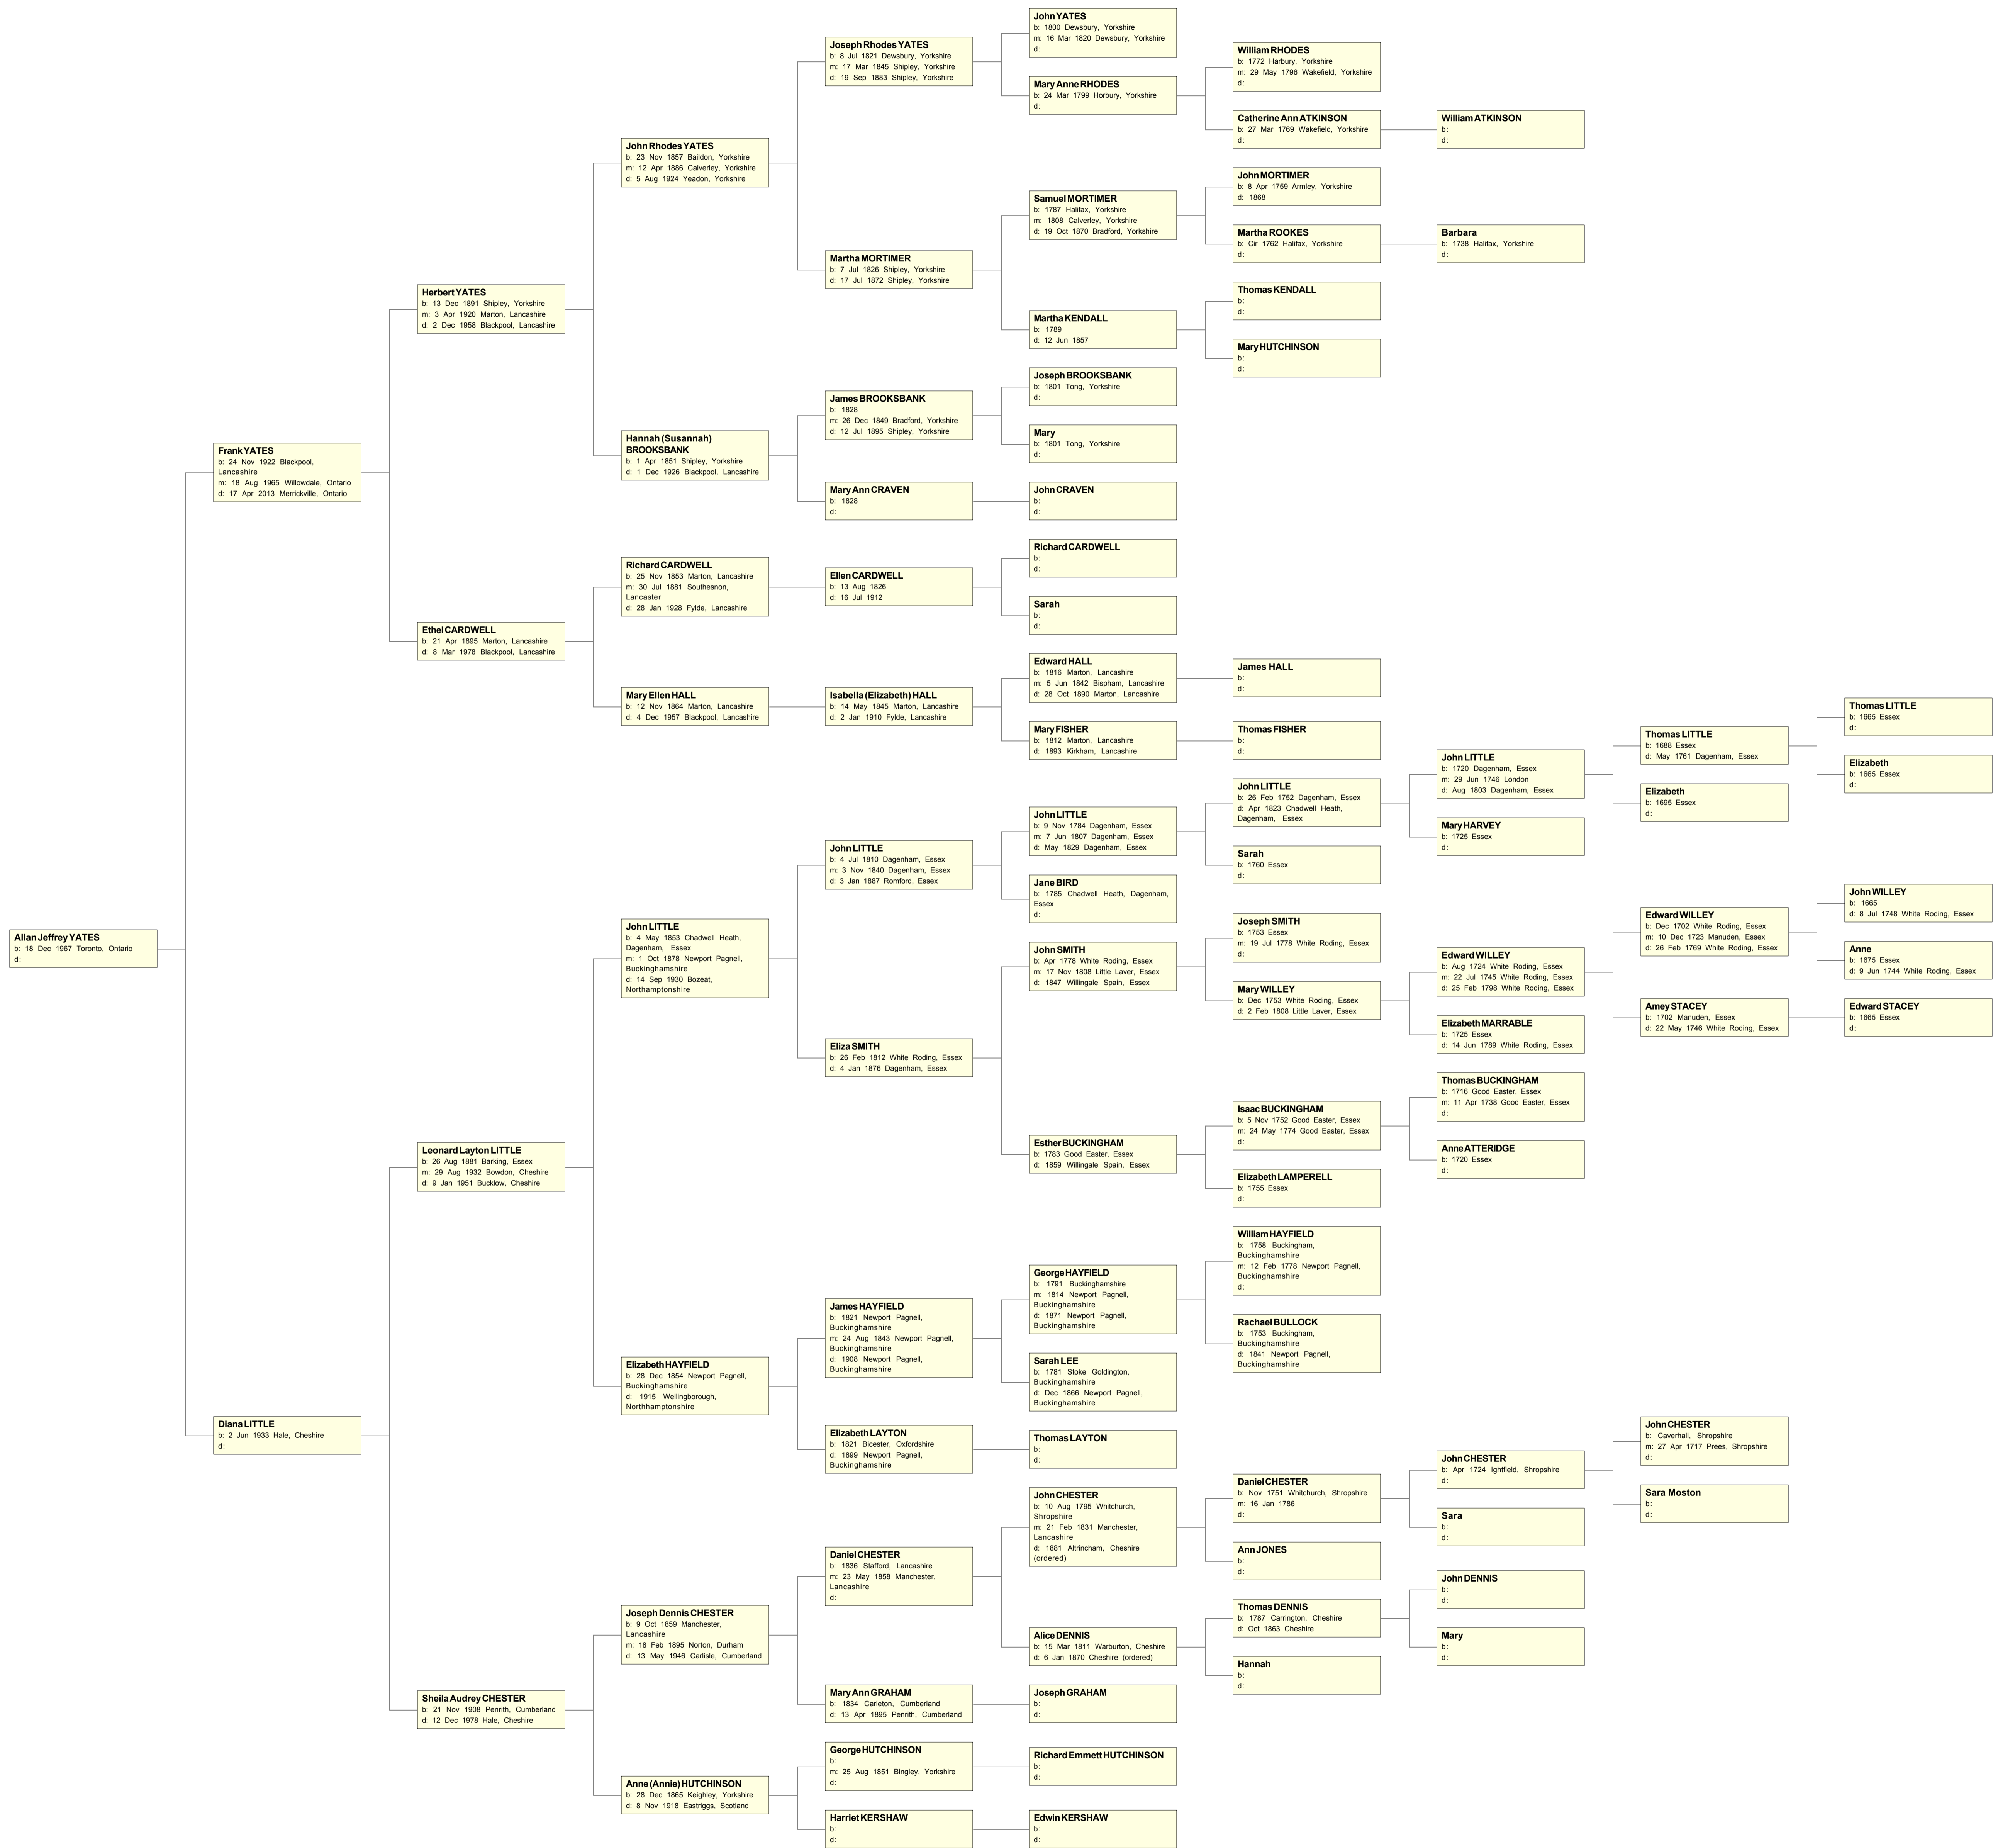 Allan Jeffrey YATES
b: 18 Dec 1967 Toronto, Ontario
d:
Frank YATES
b: 24 Nov 1922 Blackpool,
Lancashire
m: 18 Aug 1965 Willowdale, Ontario
d: 17 Apr 2013 Merrickville, Ontario
Diana LITTLE
b: 2 Jun 1933 Hale, Cheshire
d:
Herbert YATES
b: 13 Dec 1891 Shipley, Yorkshire
m: 3 Apr 1920 Marton, Lancashire
d: 2 Dec 1958 Blackpool, Lancashire
Ethel CARDWELL
b: 21 Apr 1895 Marton, Lancashire
d: 8 Mar 1978 Blackpool, Lancashire
Leonard Layton LITTLE
b: 26 Aug 1881 Barking, Essex
m: 29 Aug 1932 Bowdon, Cheshire
d: 9 Jan 1951 Bucklow, Cheshire
Sheila Audrey CHESTER
b: 21 Nov 1908 Penrith, Cumberland
d: 12 Dec 1978 Hale, Cheshire
John Rhodes YATES
b: 23 Nov 1857 Baildon, Yorkshire
m: 12 Apr 1886 Calverley, Yorkshire
d: 5 Aug 1924 Yeadon, Yorkshire
Hannah (Susannah)
BROOKSBANK
b: 1 Apr 1851 Shipley, Yorkshire
d: 1 Dec 1926 Blackpool, Lancashire
Richard CARDWELL
b: 25 Nov 1853 Marton, Lancashire
m: 30 Jul 1881 Southesnon,
Lancaster
d: 28 Jan 1928 Fylde, Lancashire
Mary Ellen HALL
b: 12 Nov 1864 Marton, Lancashire
d: 4 Dec 1957 Blackpool, Lancashire
John LITTLE
b: 4 May 1853 Chadwell Heath,
Dagenham, Essex
m: 1 Oct 1878 Newport Pagnell,
Buckinghamshire
d: 14 Sep 1930 Bozeat,
Northamptonshire
Elizabeth HAYFIELD
b: 28 Dec 1854 Newport Pagnell,
Buckinghamshire
d: 1915 Wellingborough,
Northhamptonshire
Joseph Dennis CHESTER
b: 9 Oct 1859 Manchester,
Lancashire
m: 18 Feb 1895 Norton, Durham
d: 13 May 1946 Carlisle, Cumberland
Anne (Annie) HUTCHINSON
b: 28 Dec 1865 Keighley, Yorkshire
d: 8 Nov 1918 Eastriggs, Scotland
Joseph Rhodes YATES
b: 8 Jul 1821 Dewsbury, Yorkshire
m: 17 Mar 1845 Shipley, Yorkshire
d: 19 Sep 1883 Shipley, Yorkshire
Martha MORTIMER
b: 7 Jul 1826 Shipley, Yorkshire
d: 17 Jul 1872 Shipley, Yorkshire
James BROOKSBANK
b: 1828
m: 26 Dec 1849 Bradford, Yorkshire
d: 12 Jul 1895 Shipley, Yorkshire
Mary Ann CRAVEN
b: 1828
d:
Ellen CARDWELL
b: 13 Aug 1826
d: 16 Jul 1912
Isabella (Elizabeth) HALL
b: 14 May 1845 Marton, Lancashire
d: 2 Jan 1910 Fylde, Lancashire
John LITTLE
b: 4 Jul 1810 Dagenham, Essex
m: 3 Nov 1840 Dagenham, Essex
d: 3 Jan 1887 Romford, Essex
Eliza SMITH
b: 26 Feb 1812 White Roding, Essex
d: 4 Jan 1876 Dagenham, Essex
James HAYFIELD
b: 1821 Newport Pagnell,
Buckinghamshire
m: 24 Aug 1843 Newport Pagnell,
Buckinghamshire
d: 1908 Newport Pagnell,
Buckinghamshire
Elizabeth LAYTON
b: 1821 Bicester, Oxfordshire
d: 1899 Newport Pagnell,
Buckinghamshire
Daniel CHESTER
b: 1836 Stafford, Lancashire
m: 23 May 1858 Manchester,
Lancashire
d:
Mary Ann GRAHAM
b: 1834 Carleton, Cumberland
d: 13 Apr 1895 Penrith, Cumberland
George HUTCHINSON
b:
m: 25 Aug 1851 Bingley, Yorkshire
d:
Harriet KERSHAW
b:
d:
John YATES
b: 1800 Dewsbury, Yorkshire
m: 16 Mar 1820 Dewsbury, Yorkshire
d:
Mary Anne RHODES
b: 24 Mar 1799 Horbury, Yorkshire
d:
Samuel MORTIMER
b: 1787 Halifax, Yorkshire
m: 1808 Calverley, Yorkshire
d: 19 Oct 1870 Bradford, Yorkshire
Martha KENDALL
b: 1789
d: 12 Jun 1857
Joseph BROOKSBANK
b: 1801 Tong, Yorkshire
d:
Mary
b: 1801 Tong, Yorkshire
d:
John CRAVEN
b:
d:
Richard CARDWELL
b:
d:
Sarah
b:
d:
Edward HALL
b: 1816 Marton, Lancashire
m: 5 Jun 1842 Bispham, Lancashire
d: 28 Oct 1890 Marton, Lancashire
Mary FISHER
b: 1812 Marton, Lancashire
d: 1893 Kirkham, Lancashire
John LITTLE
b: 9 Nov 1784 Dagenham, Essex
m: 7 Jun 1807 Dagenham, Essex
d: May 1829 Dagenham, Essex
Jane BIRD
b: 1785 Chadwell Heath, Dagenham,
Essex
d:
John SMITH
b: Apr 1778 White Roding, Essex
m: 17 Nov 1808 Little Laver, Essex
d: 1847 Willingale Spain, Essex
Esther BUCKINGHAM
b: 1783 Good Easter, Essex
d: 1859 Willingale Spain, Essex
George HAYFIELD
b: 1791 Buckinghamshire
m: 1814 Newport Pagnell,
Buckinghamshire
d: 1871 Newport Pagnell,
Buckinghamshire
Sarah LEE
b: 1781 Stoke Goldington,
Buckinghamshire
d: Dec 1866 Newport Pagnell,
Buckinghamshire
Thomas LAYTON
b:
d:
John CHESTER
b: 10 Aug 1795 Whitchurch,
Shropshire
m: 21 Feb 1831 Manchester,
Lancashire
d: 1881 Altrincham, Cheshire
(ordered)
Alice DENNIS
b: 15 Mar 1811 Warburton, Cheshire
d: 6 Jan 1870 Cheshire (ordered)
Joseph GRAHAM
b:
d:
Richard Emmett HUTCHINSON
b:
d:
Edwin KERSHAW
b:
d:
William RHODES
b: 1772 Harbury, Yorkshire
m: 29 May 1796 Wakefield, Yorkshire
d:
Catherine Ann ATKINSON
b: 27 Mar 1769 Wakefield, Yorkshire
d:
John MORTIMER
b: 8 Apr 1759 Armley, Yorkshire
d: 1868
Martha ROOKES
b: Cir 1762 Halifax, Yorkshire
d:
Thomas KENDALL
b:
d:
Mary HUTCHINSON
b:
d:
James HALL
b:
d:
Thomas FISHER
b:
d:
John LITTLE
b: 26 Feb 1752 Dagenham, Essex
d: Apr 1823 Chadwell Heath,
Dagenham, Essex
Sarah
b: 1760 Essex
d:
Joseph SMITH
b: 1753 Essex
m: 19 Jul 1778 White Roding, Essex
d:
Mary WILLEY
b: Dec 1753 White Roding, Essex
d: 2 Feb 1808 Little Laver, Essex
Isaac BUCKINGHAM
b: 5 Nov 1752 Good Easter, Essex
m: 24 May 1774 Good Easter, Essex
d:
Elizabeth LAMPERELL
b: 1755 Essex
d:
William HAYFIELD
b: 1758 Buckingham,
Buckinghamshire
m: 12 Feb 1778 Newport Pagnell,
Buckinghamshire
d:
Rachael BULLOCK
b: 1753 Buckingham,
Buckinghamshire
d: 1841 Newport Pagnell,
Buckinghamshire
Daniel CHESTER
b: Nov 1751 Whitchurch, Shropshire
m: 16 Jan 1786
d:
Ann JONES
b:
d:
Thomas DENNIS
b: 1787 Carrington, Cheshire
d: Oct 1863 Cheshire
Hannah
b:
d:
William ATKINSON
b:
d:
Barbara
b: 1738 Halifax, Yorkshire
d:
John LITTLE
b: 1720 Dagenham, Essex
m: 29 Jun 1746 London
d: Aug 1803 Dagenham, Essex
Mary HARVEY
b: 1725 Essex
d:
Edward WILLEY
b: Aug 1724 White Roding, Essex
m: 22 Jul 1745 White Roding, Essex
d: 25 Feb 1798 White Roding, Essex
Elizabeth MARRABLE
b: 1725 Essex
d: 14 Jun 1789 White Roding, Essex
Thomas BUCKINGHAM
b: 1716 Good Easter, Essex
m: 11 Apr 1738 Good Easter, Essex
d:
Anne ATTERIDGE
b: 1720 Essex
d:
John CHESTER
b: Apr 1724 Ightfield, Shropshire
d:
Sara
b:
d:
John DENNIS
b:
d:
Mary
b:
d:
Thomas LITTLE
b: 1688 Essex
d: May 1761 Dagenham, Essex
Elizabeth
b: 1695 Essex
d:
Edward WILLEY
b: Dec 1702 White Roding, Essex
m: 10 Dec 1723 Manuden, Essex
d: 26 Feb 1769 White Roding, Essex
Amey STACEY
b: 1702 Manuden, Essex
d: 22 May 1746 White Roding, Essex
John CHESTER
b: Caverhall, Shropshire
m: 27 Apr 1717 Prees, Shropshire
d:
Sara Moston
b:
d:
Thomas LITTLE
b: 1665 Essex
d:
Elizabeth
b: 1665 Essex
d:
John WILLEY
b: 1665
d: 8 Jul 1748 White Roding, Essex
Anne
b: 1675 Essex
d: 9 Jun 1744 White Roding, Essex
Edward STACEY
b: 1665 Essex
d: